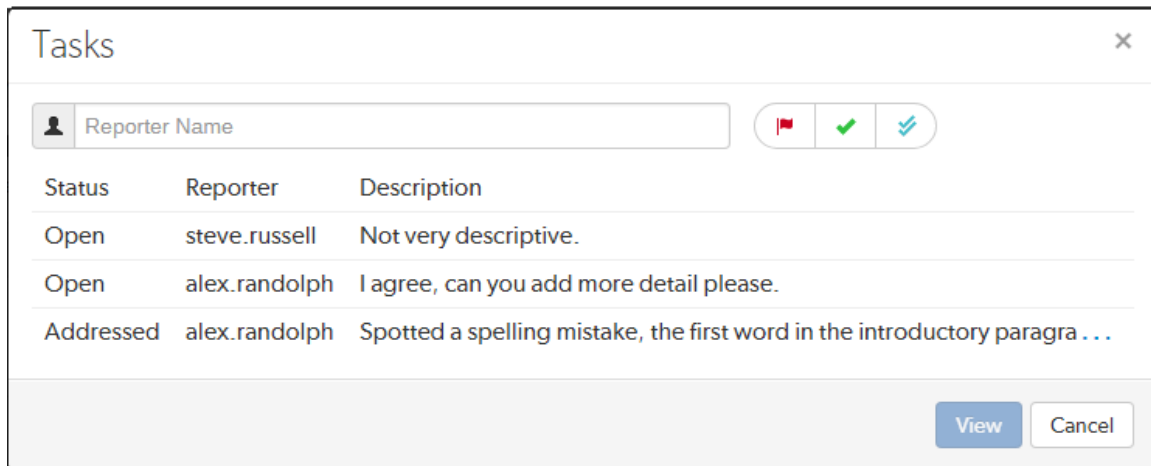 Tasks
Reporter Name
Status Reporter Description
Open steve.russell Not very descriptive.
Open alex.randolph I agree, can you add more detail please.
Addressed alex.randolph Spotted a spelling mistake, the first word in the introductory paragra ...
View Cancel